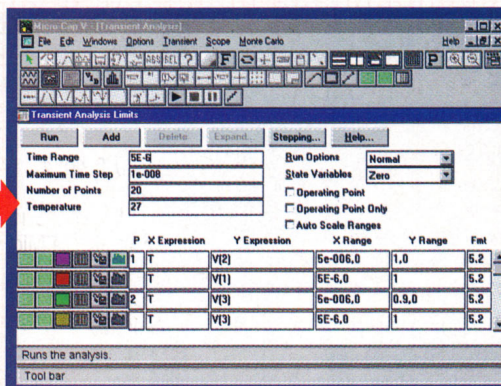 Micro-Cap V - [Transient Analysis]
File Edit Windows Options Transient Scope Monte Carlo Help
Transient Analysis Limits
Run Add Delete Expand... Stepping... Help...
Time Range 5E-6 Run Options Normal
Maximum Time Step 1e-008 State Variables Zero
Number of Points 20 Operating Point
Temperature 27 Operating Point Only
Auto Scale Ranges
P X Expression Y Expression X Range Y Range Fmt
1 T V(2) 5e-006,0 1,0 5.2
T V(1) 5E-6,0 1 5.2
2 T V(3) 5e-006,0 0.9,0 5.2
T V(3) 5E-6,0 1 5.2
Runs the analysis.
Tool bar